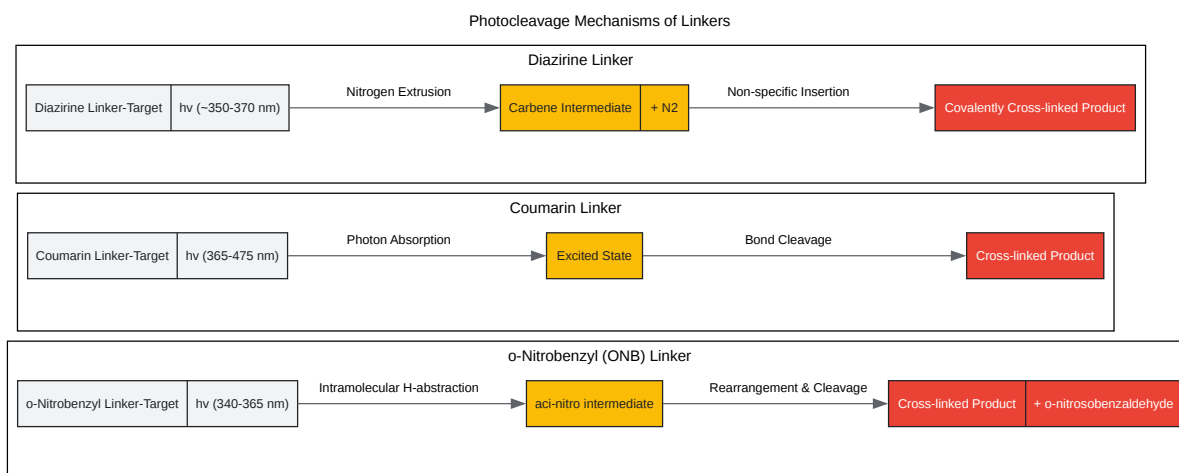 Photocleavage Mechanisms of Linkers
Diazirine Linker
Diazirine Linker-Target
hv (~350-370 nm)
Nitrogen Extrusion
Carbene Intermediate
+ N2
Non-specific Insertion
Covalently Cross-linked Product
Coumarin Linker
Coumarin Linker-Target
hv (365-475 nm)
Photon Absorption
Excited State
Bond Cleavage
Cross-linked Product
o-Nitrobenzyl (ONB) Linker
o-Nitrobenzyl Linker-Target
hv (340-365 nm)
Intramolecular H-abstraction
aci-nitro intermediate
Rearrangement & Cleavage
Cross-linked Product
+ o-nitrosobenzaldehyde